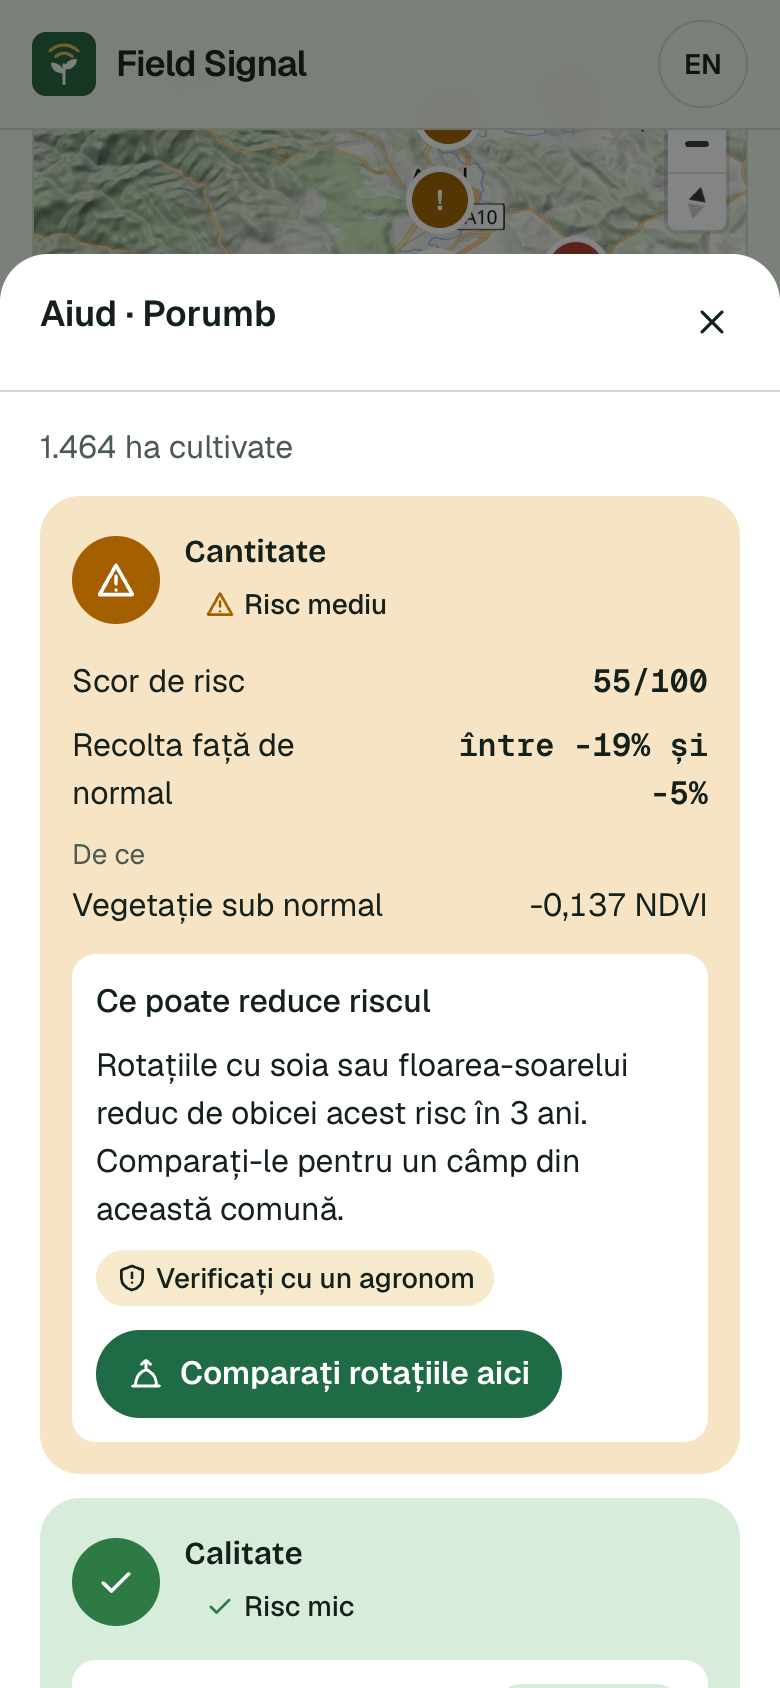 Field Signal
EN
!
A10
Aiud · Porumb
1.464 ha cultivate
Cantitate
Risc mediu
Scor de risc
55/100
Recolta față de
normal
între -19% și
-5%
De ce
Vegetație sub normal
-0,137 NDVI
Ce poate reduce riscul
Rotațiile cu soia sau floarea-soarelui
reduc de obicei acest risc în 3 ani.
Comparați-le pentru un câmp din
această comună.
Verificați cu un agronom
Comparați rotațiile aici
Calitate
Risc mic